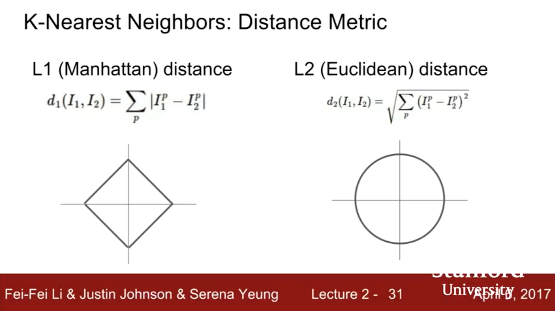 K-Nearest Neighbors: Distance Metric
L1 (Manhattan) distance
L2 (Euclidean) distance
d₁(I₁, I₂) = ∑ₚ |I₁ᵖ − I₂ᵖ|
d₂(I₁, I₂) = √(∑ₚ (I₁ᵖ − I₂ᵖ)²)
Fei-Fei Li & Justin Johnson & Serena Yeung
Lecture 2 - 31
Stanford
University
2017